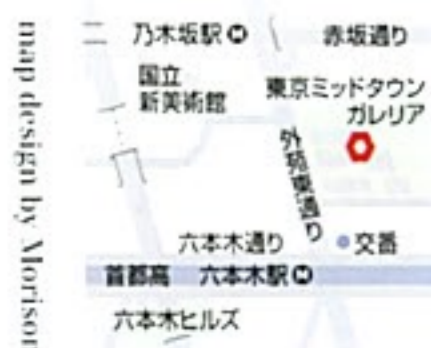 乃木坂駅
赤坂通り
国立
新美術館
東京ミッドタウン
ガレリア
外苑東通り
六本木通り
交番
首都高
六本木駅
六本木ヒルズ
map design by Morison